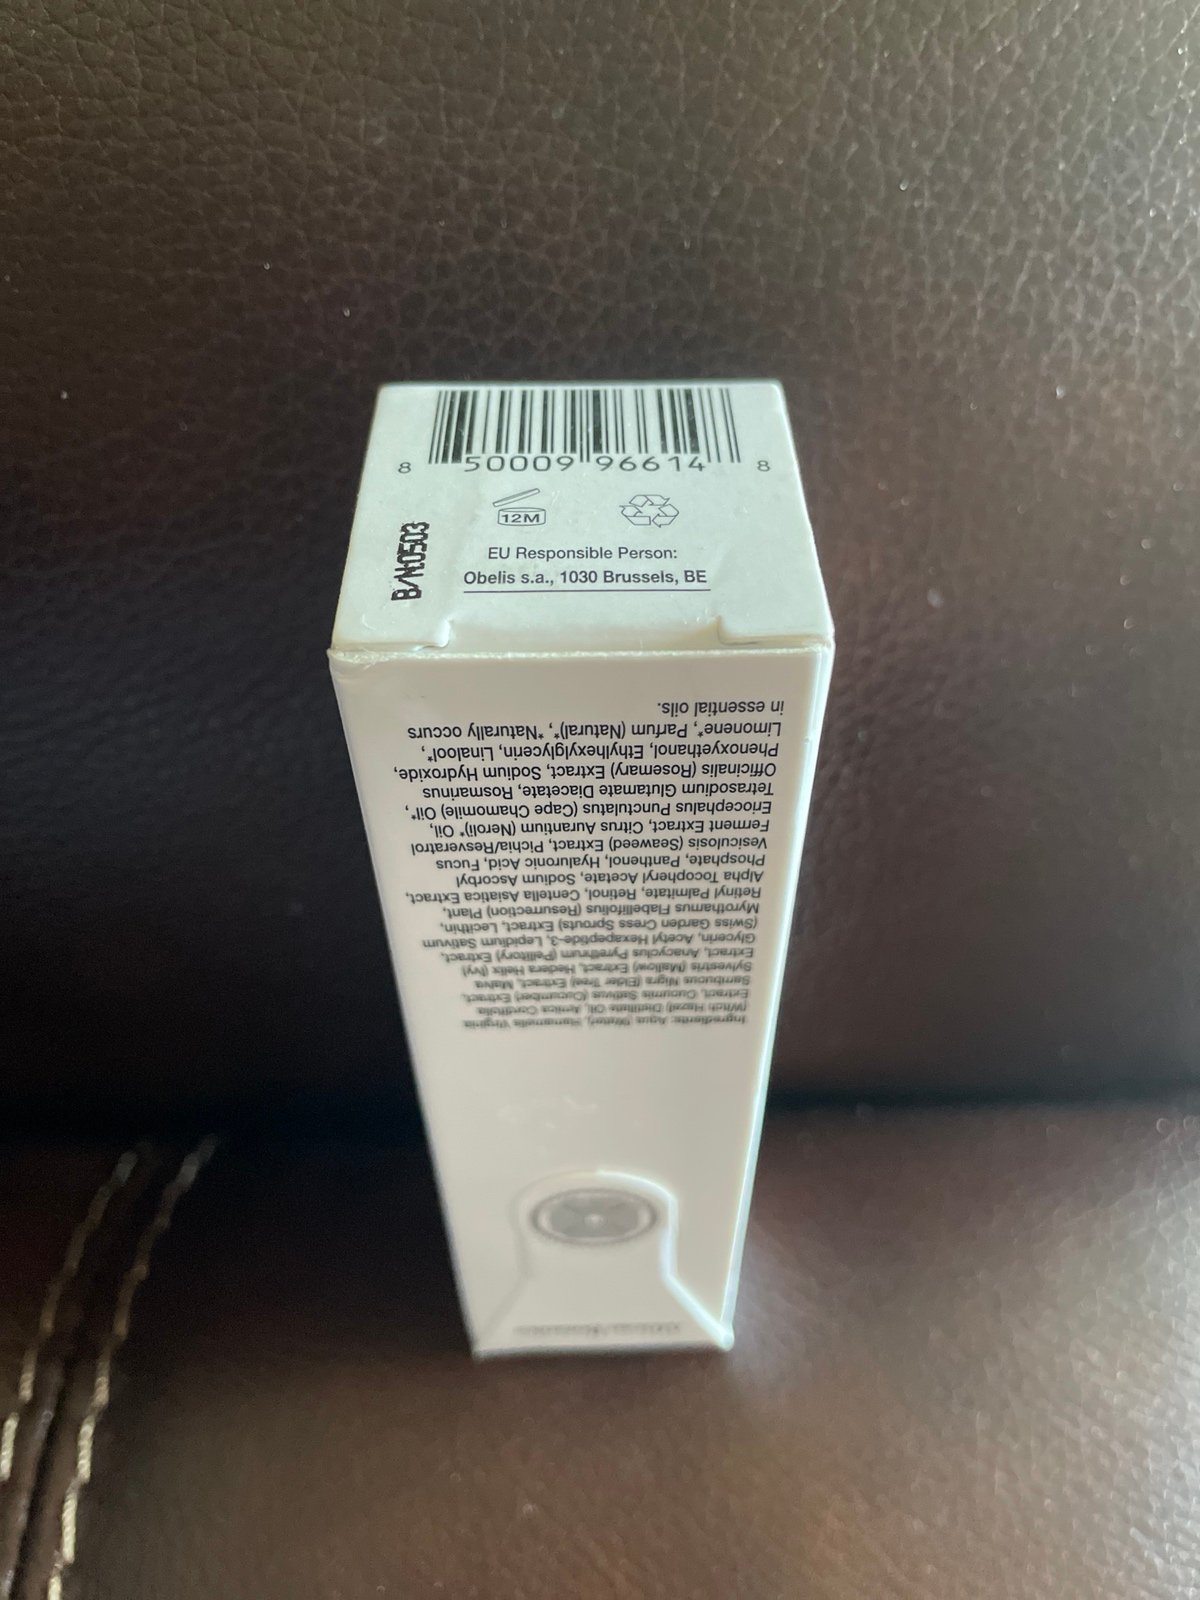 8 50009 96614 8
12M
B/N:0503
EU Responsible Person:
Obelis s.a., 1030 Brussels, BE
Ingredients: Aqua (Water), Hamamelis Virginia
(Witch Hazel) Distillate Oil, Arnica Cordifolia
Extract, Cucumis Sativus (Cucumber) Extract,
Sambucus Nigra (Elder Tree) Extract, Malva
Sylvestris (Mallow) Extract, Hedera Helix (Ivy)
Extract, Anacyclus Pyrethrum (Pellitory) Extract,
Glycerin, Acetyl Hexapeptide-3, Lepidium Sativum
(Swiss Garden Cress Sprouts) Extract, Lecithin,
Myrothamus Flabellifolius (Resurrection) Plant,
Retinyl Palmitate, Retinol, Centella Asiatica Extract,
Alpha Tocopheryl Acetate, Sodium Ascorbyl
Phosphate, Panthenol, Hyaluronic Acid, Fucus
Vesiculosis (Seaweed) Extract, Pichia/Resveratrol
Ferment Extract, Citrus Aurantium (Neroli)* Oil,
Eriocephalus Punctulatus (Cape Chamomile) Oil*,
Tetrasodium Glutamate Diacetate, Rosmarinus
Officinalis (Rosemary) Extract, Sodium Hydroxide,
Phenoxyethanol, Ethylhexylglycerin, Linalool*,
Limonene*, Parfum (Natural)*, *Naturally occurs
in essential oils.